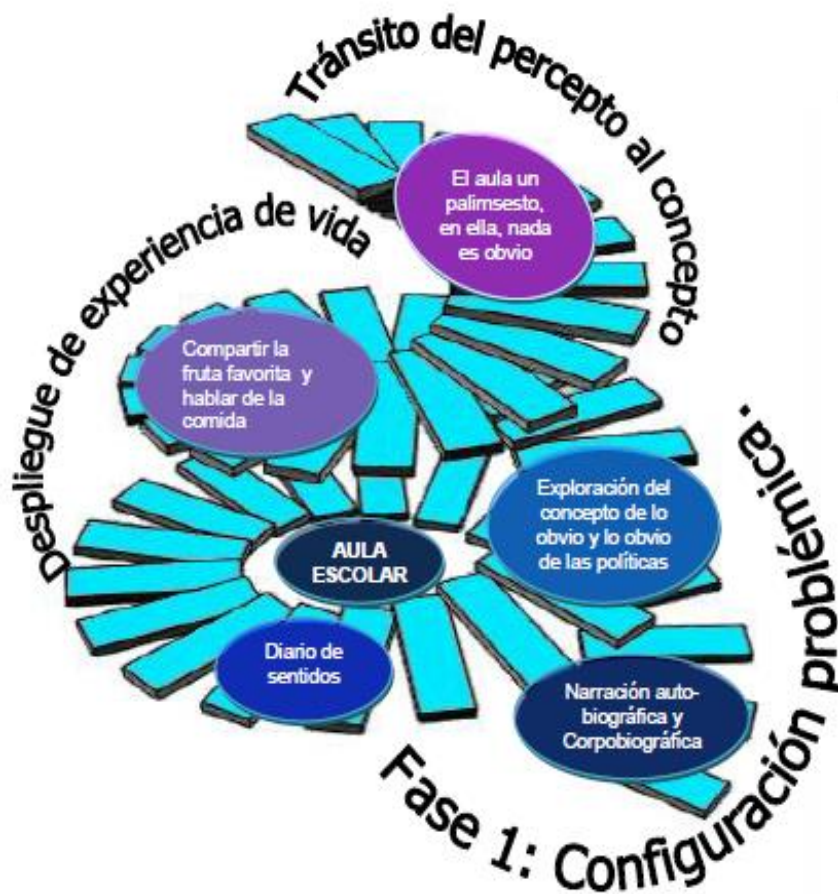 Tránsito del percepto al concepto
El aula un
palimsesto,
en ella, nada
es obvio
Despliegue de experiencia de vida
Compartir la
fruta favorita y
hablar de la
comida
Exploración del
concepto de lo
obvio y lo obvio
de las políticas
AULA
ESCOLAR
Diario de
sentidos
Narración auto-
biográfica y
Corpobiográfica
Fase 1: Configuración problémica.